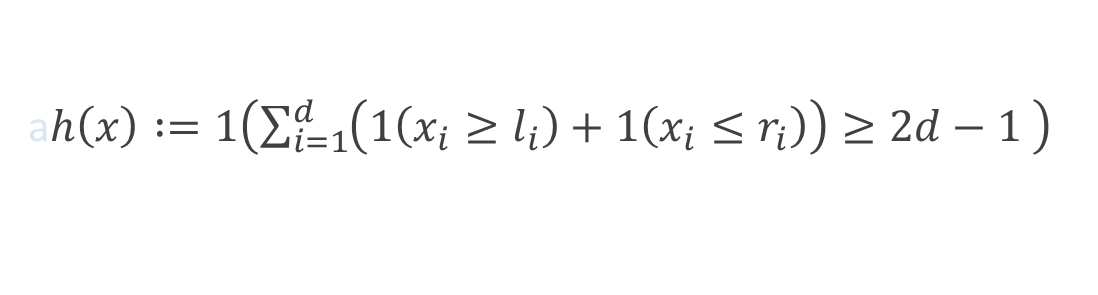 ah(x) := 1(∑_{i=1}^{d}(1(x_i ≥ l_i) + 1(x_i ≤ r_i)) ≥ 2d − 1 )